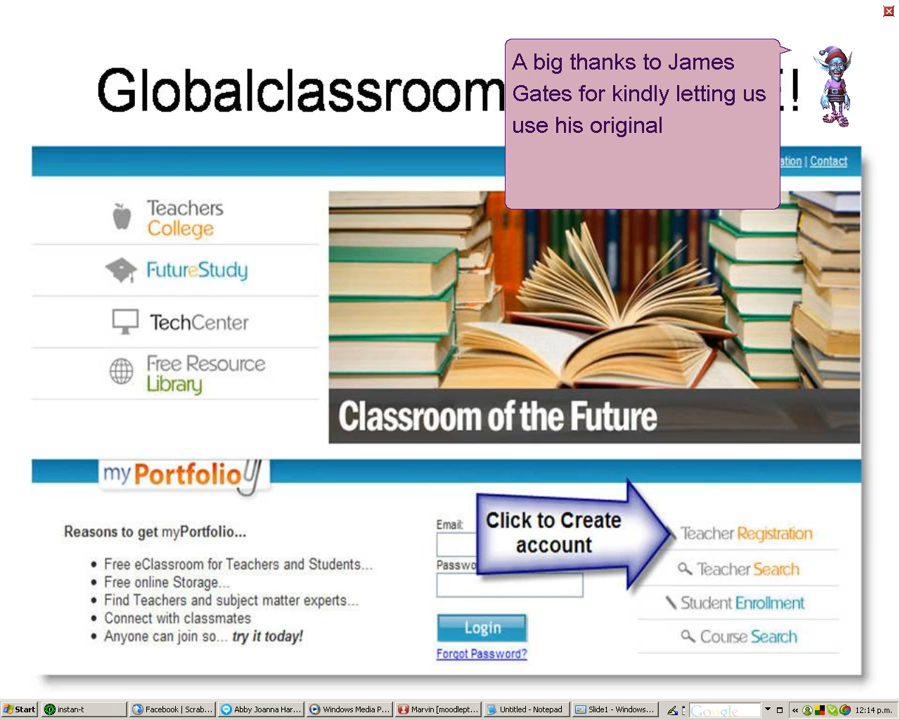 Globalclassroom
E!
A big thanks to James
Gates for kindly letting us
use his original
ation | Contact
Teachers
College
FutureStudy
TechCenter
Free Resource
Library
Classroom of the Future
myPortfolio
Reasons to get myPortfolio...
Free eClassroom for Teachers and Students...
Free online Storage...
Find Teachers and subject matter experts...
Connect with classmates
Anyone can join so... try it today!
Email:
Passwo
Login
Forgot Password?
Click to Create
account
Teacher Registration
Teacher Search
Student Enrollment
Course Search
Start
instan-t
Facebook | Scrab...
Abby Joanna Har...
Windows Media P...
Marvin [moodlept...
Untitled - Notepad
Slide1 - Windows...
Google
12:14 p.m.